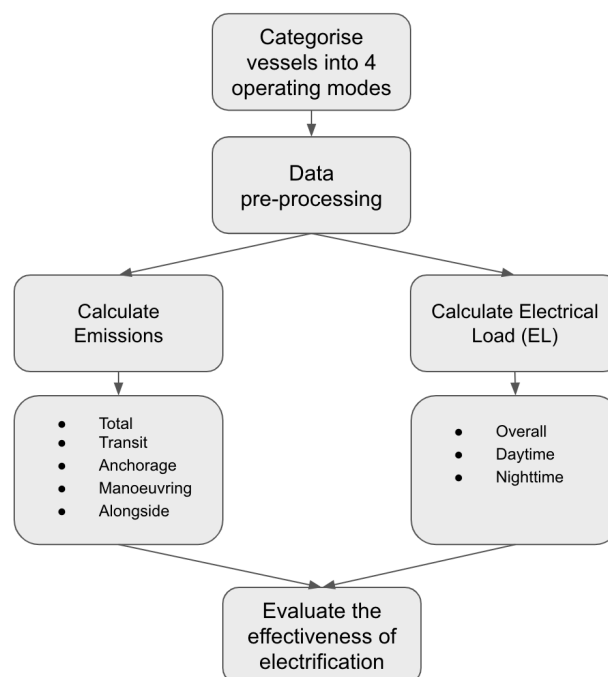 Categorise
vessels into 4
operating modes
Data
pre-processing
Calculate
Emissions
Calculate Electrical
Load (EL)
● Total
● Transit
● Anchorage
● Manoeuvring
● Alongside
● Overall
● Daytime
● Nighttime
Evaluate the
effectiveness of
electrification